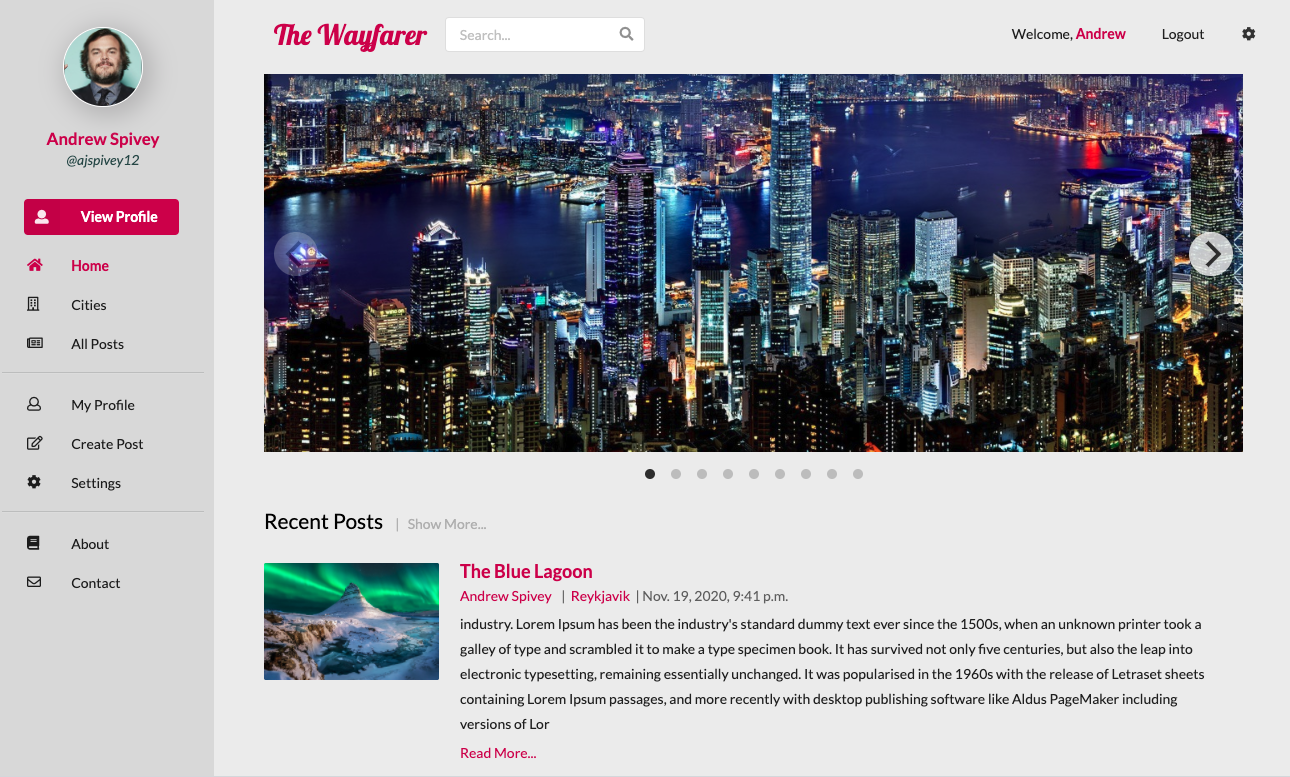 Andrew Spivey
@ajspivey12
View Profile
Home
Cities
All Posts
My Profile
Create Post
Settings
About
Contact
The Wayfarer
Search...
Welcome, Andrew
Logout
Recent Posts | Show More...
The Blue Lagoon
Andrew Spivey | Reykjavik | Nov. 19, 2020, 9:41 p.m.
industry. Lorem Ipsum has been the industry's standard dummy text ever since the 1500s, when an unknown printer took a
galley of type and scrambled it to make a type specimen book. It has survived not only five centuries, but also the leap into
electronic typesetting, remaining essentially unchanged. It was popularised in the 1960s with the release of Letraset sheets
containing Lorem Ipsum passages, and more recently with desktop publishing software like Aldus PageMaker including
versions of Lor
Read More...